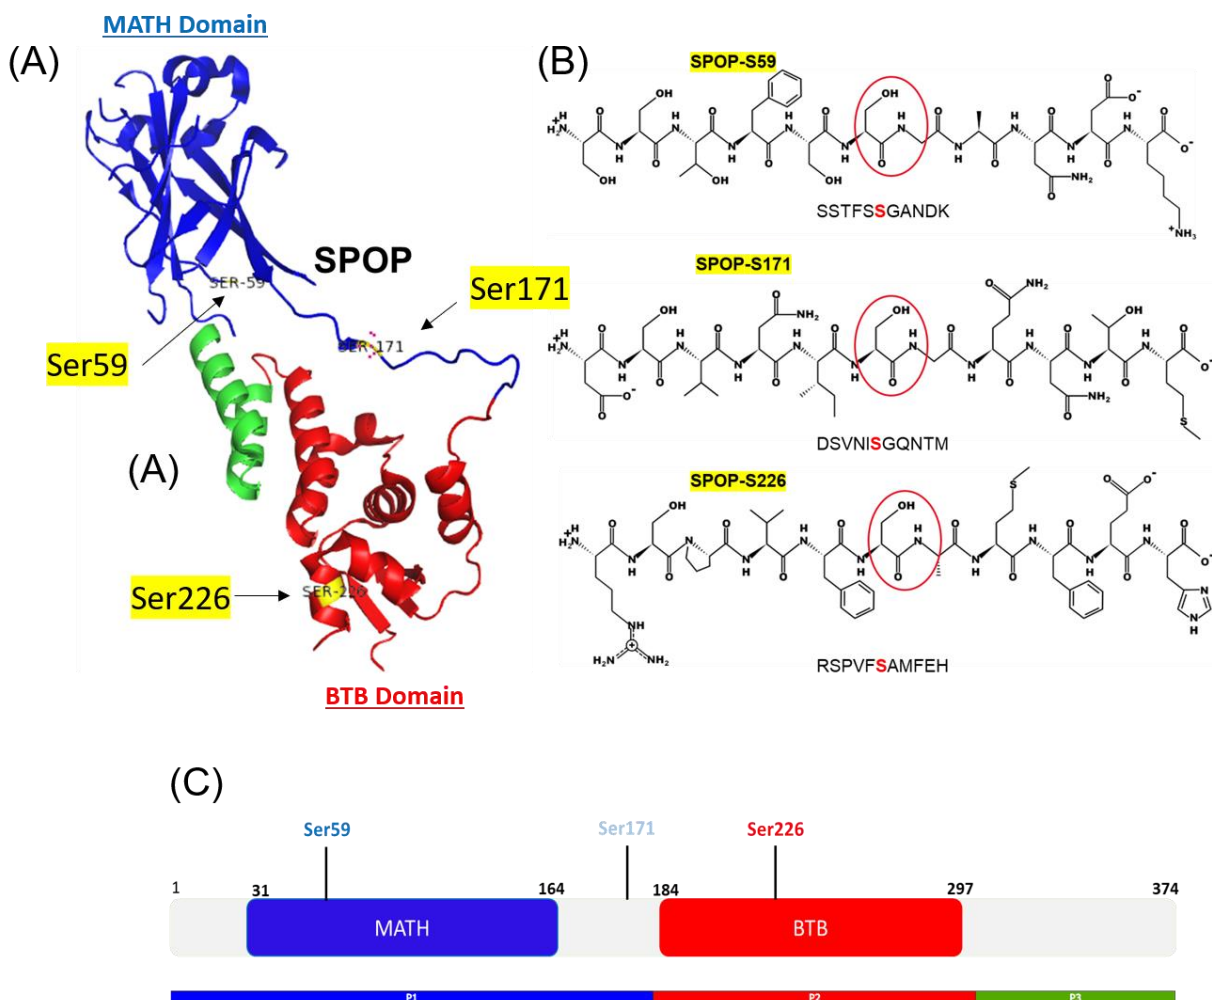 MATH Domain
(A)
SPOP
SER-59
Ser171
SER-171
Ser59
(A)
Ser226
SER-226
BTB Domain
(B)
SPOP-S59
SSTFSSGANDK
SPOP-S171
DSVNISGQNTM
SPOP-S226
RSPVFSAMFEH
(C)
Ser59 Ser171 Ser226
1 31 164 184 297 374
MATH BTB
P1 P2 P3